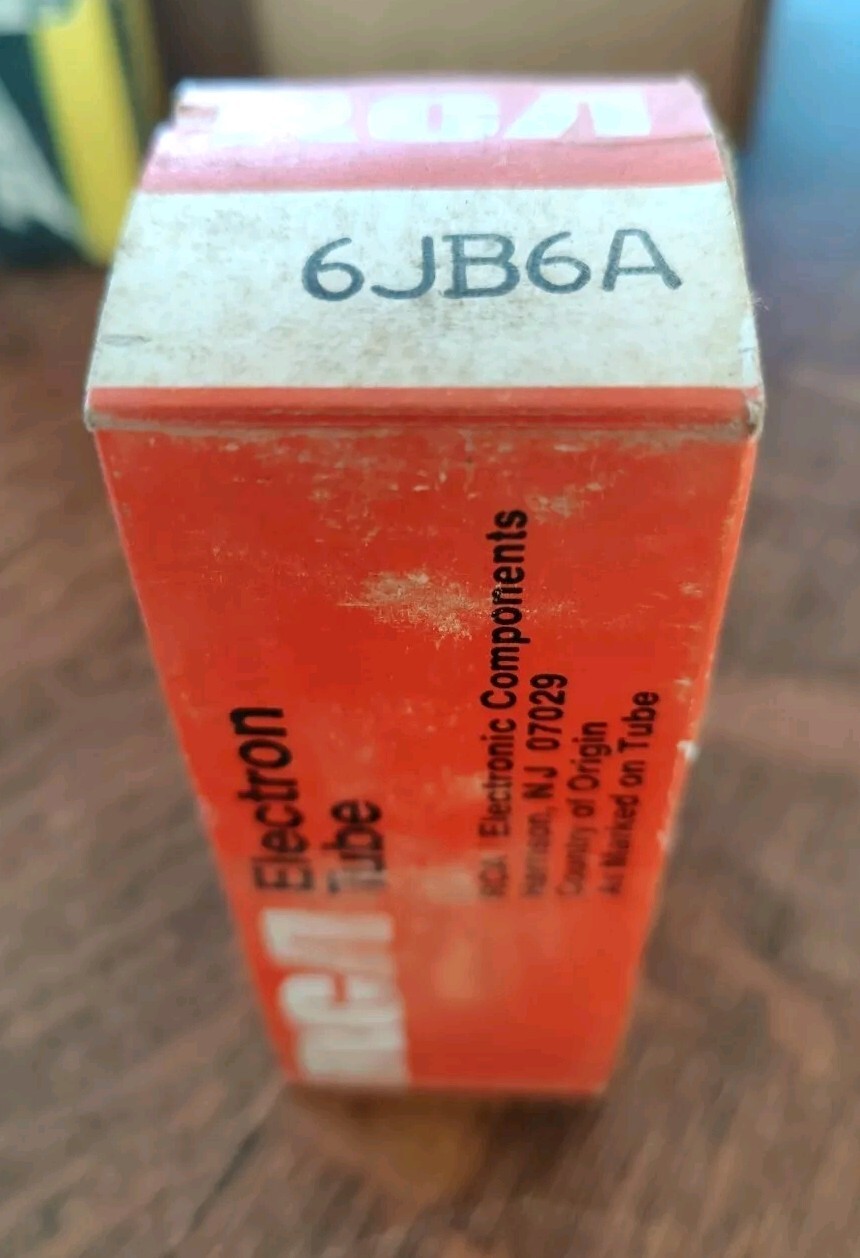 RCA
6JB6A
RCA Electron
Tube
RCA | Electronic Components
Harrison, NJ 07029
Country of Origin
As Marked on Tube